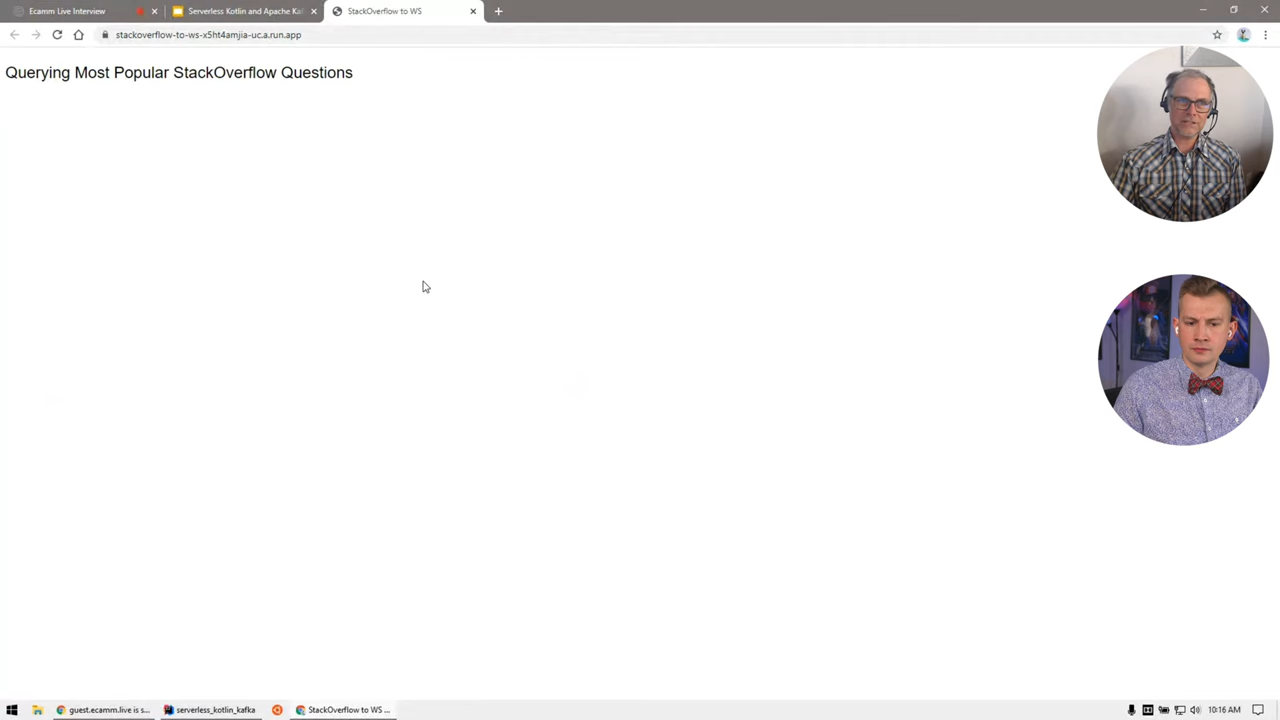 Ecamm Live Interview
Serverless Kotlin and Apache Ka
StackOverflow to WS
stackoverflow-to-ws-x5ht4amjia-uc.a.run.app
Querying Most Popular StackOverflow Questions
guest.ecamm.live is s...
serverless_kotlin_kafka
StackOverflow to WS ...
10:16 AM